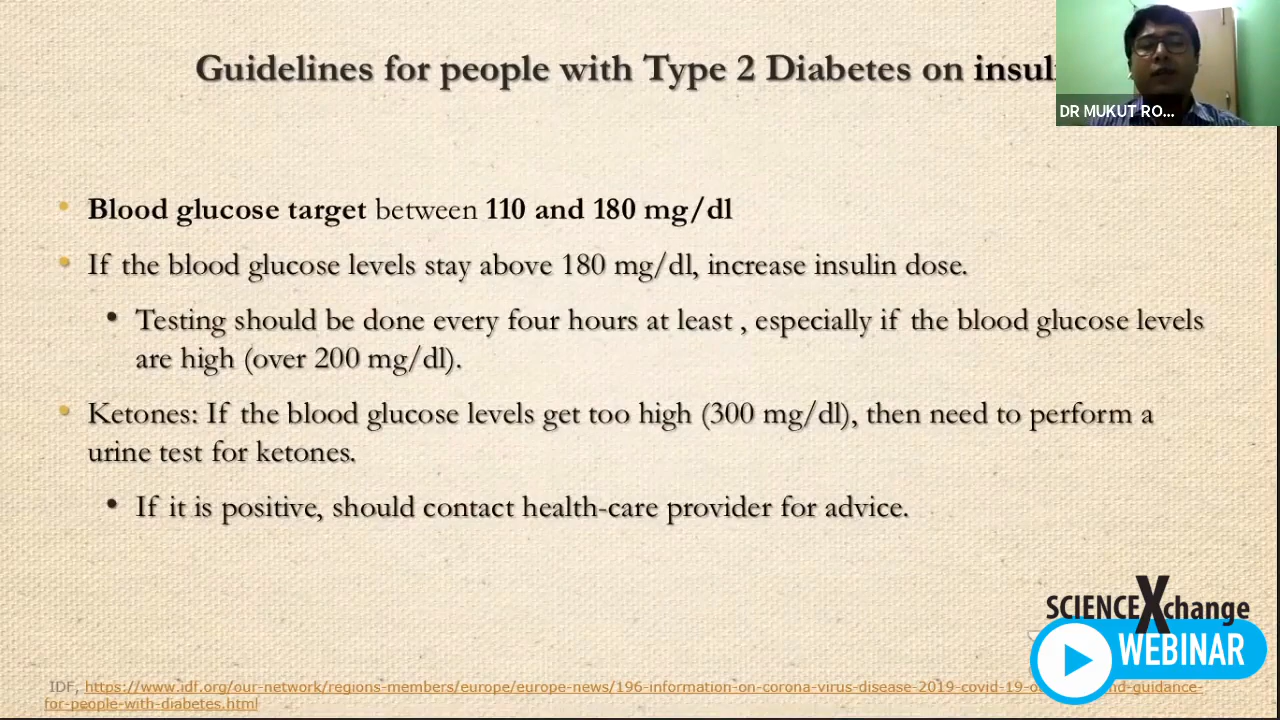 Guidelines for people with Type 2 Diabetes on
DR MUKUT RO...
• Blood glucose target between 110 and 180 mg/dl
• If the blood glucose levels stay above 180 mg/dl, increase insulin dose.
• Testing should be done every four hours at least , especially if the blood glucose levels
are high (over 200 mg/dl).
• Ketones: If the blood glucose levels get too high (300 mg/dl), then need to perform a
urine test for ketones.
• If it is positive, should contact health-care provider for advice.
SCIENCEXchange
WEBINAR
IDF, https://www.idf.org/our-network/regions-members/europe/europe-news/196-information-on-corona-virus-disease-2019-covid-19-o
nd-guidance-
for-people-with-diabetes.html